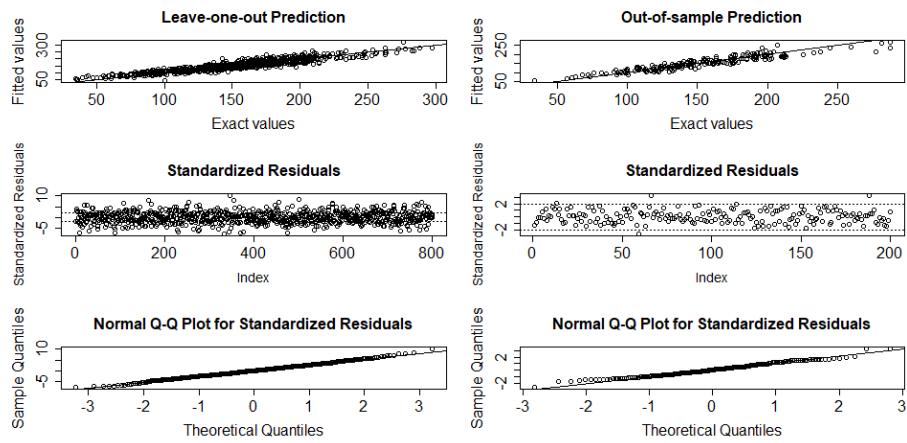 Leave-one-out Prediction
Fitted values
50
300
50 100 150 200 250 300
Exact values
Out-of-sample Prediction
Fitted values
50
250
50 100 150 200 250
Exact values
Standardized Residuals
Standardized Residuals
-5
10
0 200 400 600 800
Index
Standardized Residuals
Standardized Residuals
-2
2
0 50 100 150 200
Index
Normal Q-Q Plot for Standardized Residuals
Sample Quantiles
-5
10
-3 -2 -1 0 1 2 3
Theoretical Quantiles
Normal Q-Q Plot for Standardized Residuals
Sample Quantiles
-2
2
-3 -2 -1 0 1 2 3
Theoretical Quantiles